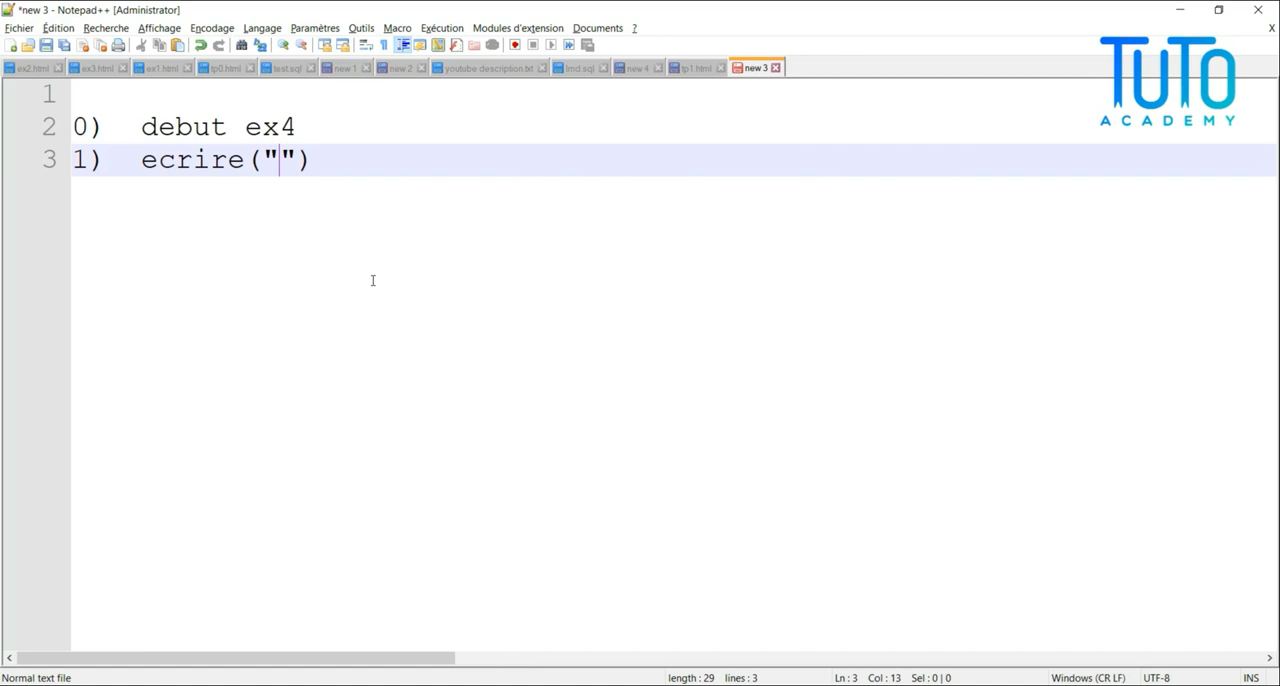 *new 3 - Notepad++ [Administrator]
Fichier Édition Recherche Affichage Encodage Langage Paramètres Outils Macro Exécution Modules d'extension Documents ? X
ex2.html ex3.html ex1.html tp0.html test.sql new 1 new 2 youtube description.txt lmd.sql new 4 tp1.html new 3
TUTO
ACADEMY
1
2 0) debut ex4
3 1) ecrire("")
Normal text file length : 29 lines : 3 Ln : 3 Col : 13 Sel : 0 | 0 Windows (CR LF) UTF-8 INS